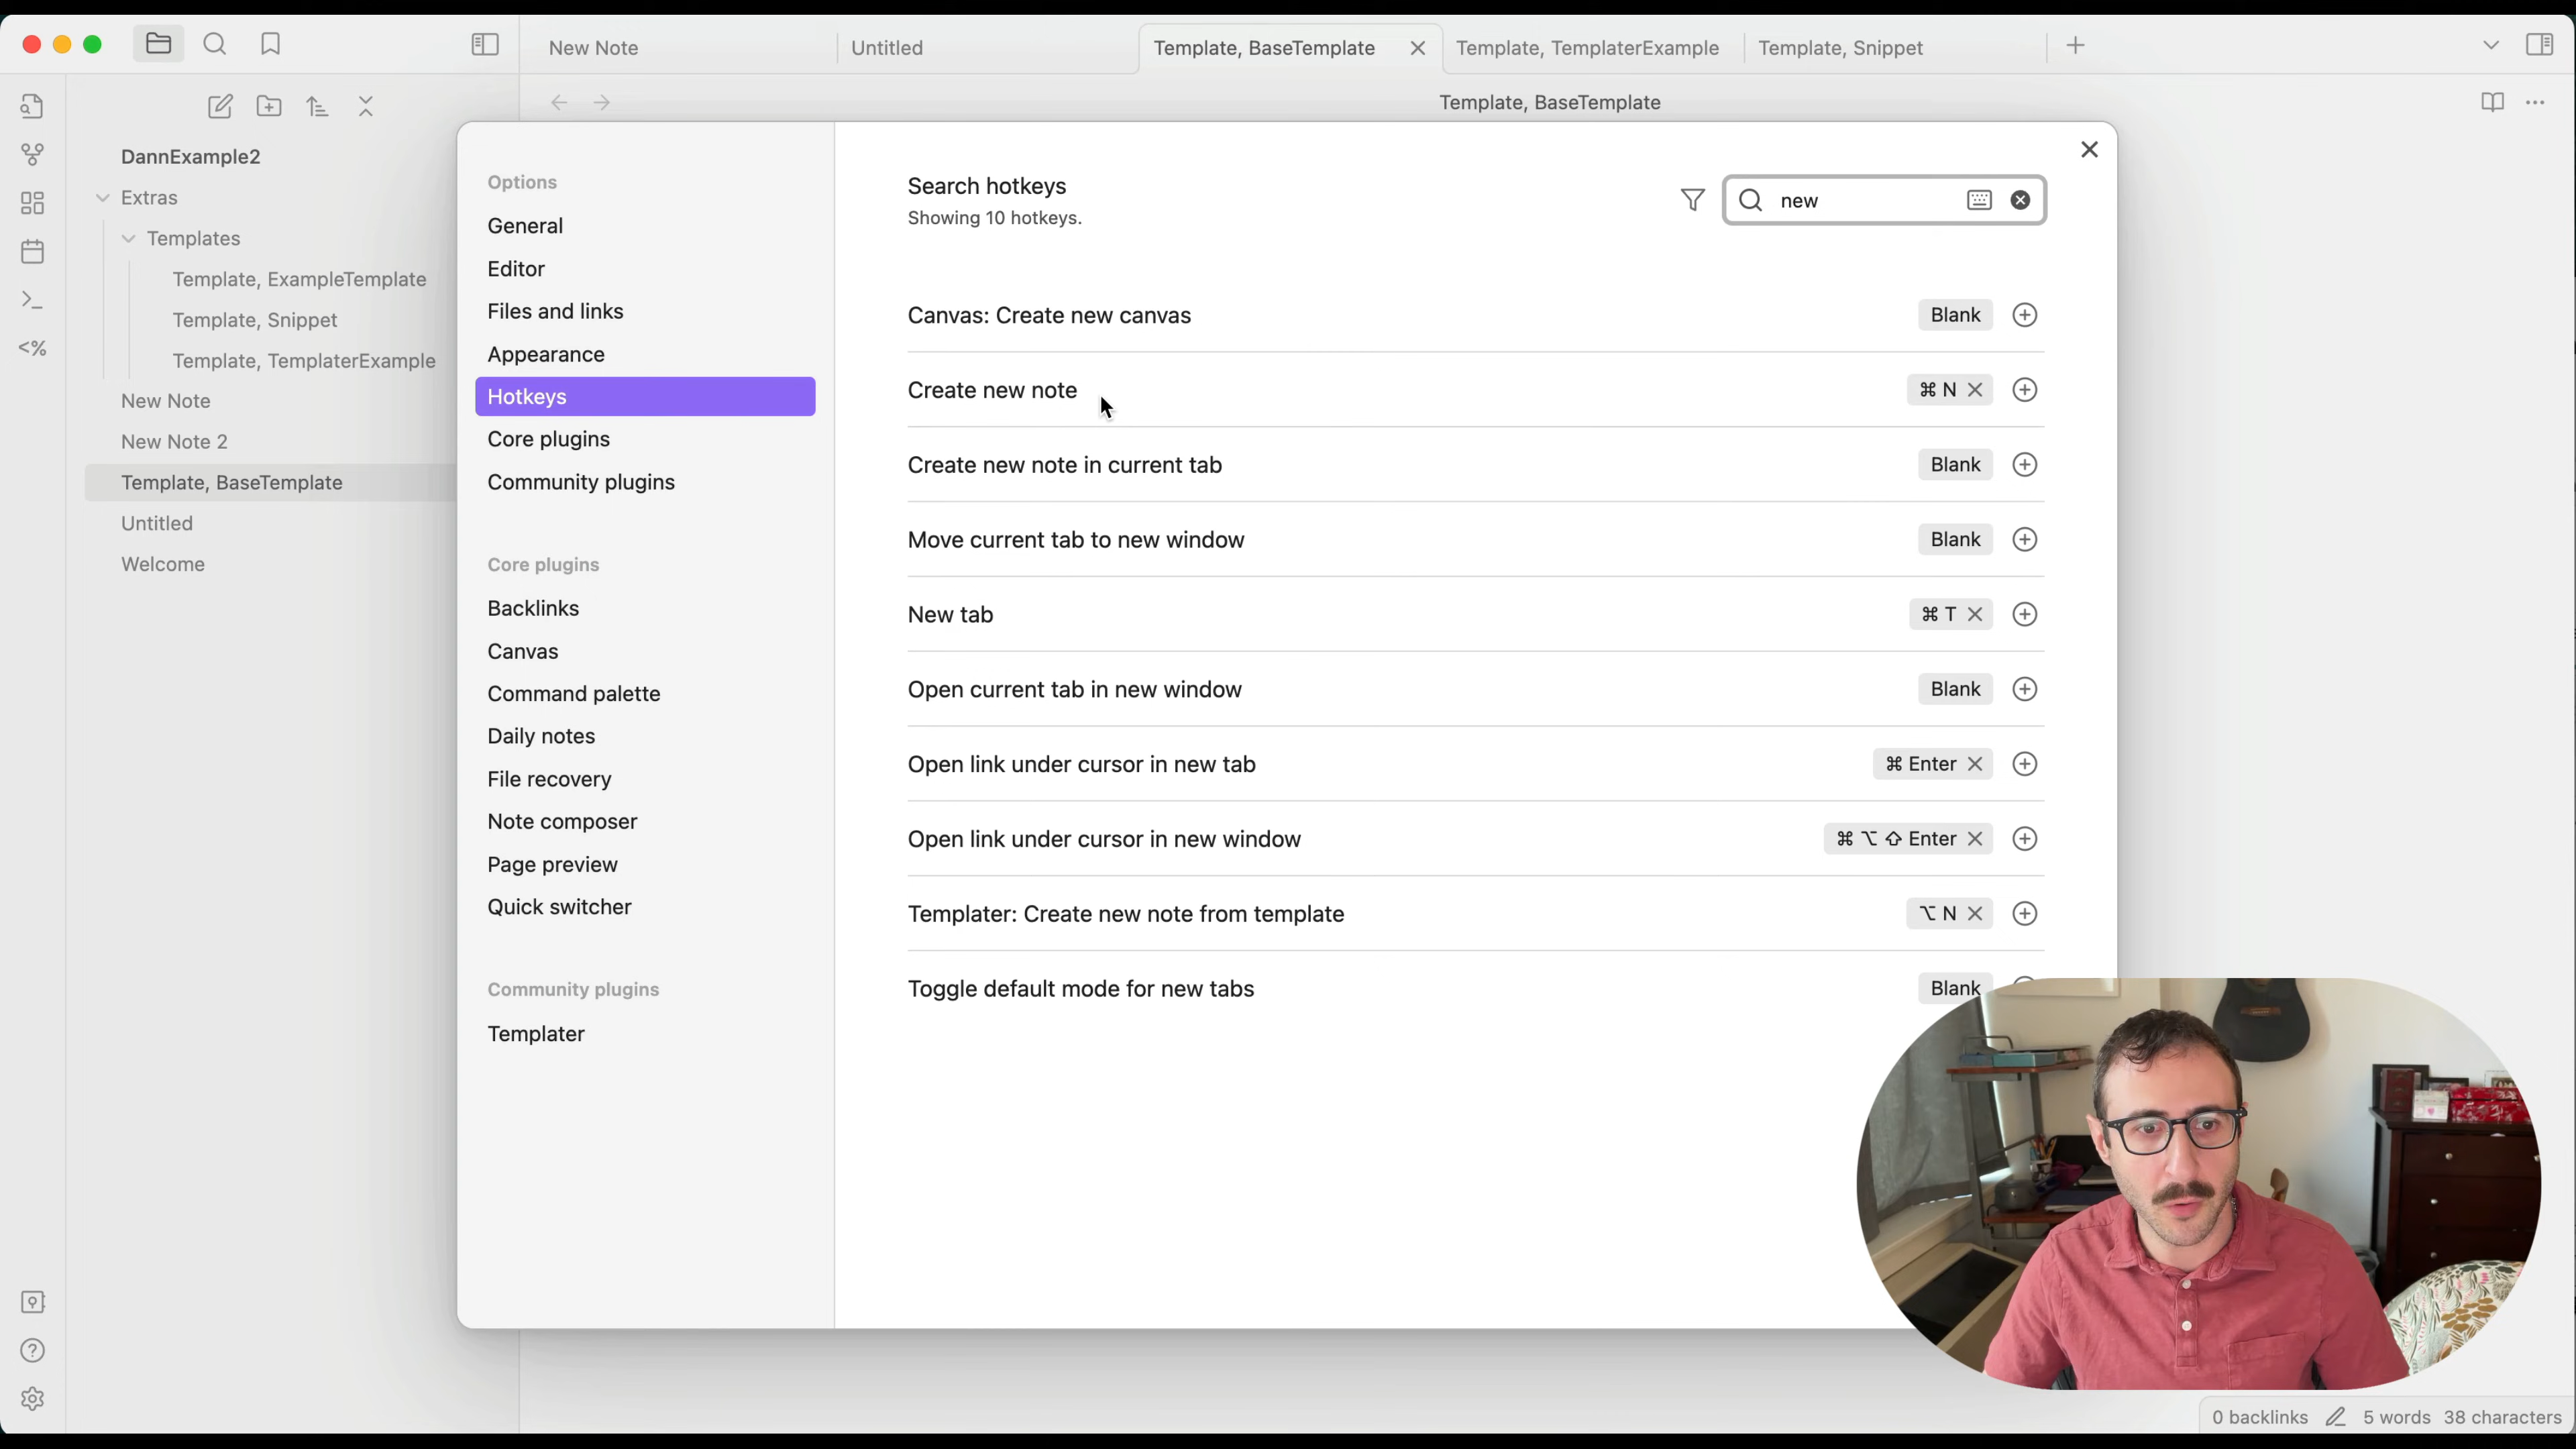 New Note
Untitled
Template, BaseTemplate
Template, TemplaterExample
Template, Snippet
Template, BaseTemplate
DannExample2
Extras
Templates
Template, ExampleTemplate
Template, Snippet
Template, TemplaterExample
New Note
New Note 2
Template, BaseTemplate
Untitled
Welcome
<%
Options
General
Editor
Files and links
Appearance
Hotkeys
Core plugins
Community plugins
Core plugins
Backlinks
Canvas
Command palette
Daily notes
File recovery
Note composer
Page preview
Quick switcher
Community plugins
Templater
Search hotkeys
Showing 10 hotkeys.
new
Canvas: Create new canvas Blank
Create new note ⌘ N
Create new note in current tab Blank
Move current tab to new window Blank
New tab ⌘ T
Open current tab in new window Blank
Open link under cursor in new tab ⌘ Enter
Open link under cursor in new window ⌘ ⌥ ⇧ Enter
Templater: Create new note from template ⌥ N
Toggle default mode for new tabs Blank
0 backlinks 5 words 38 characters